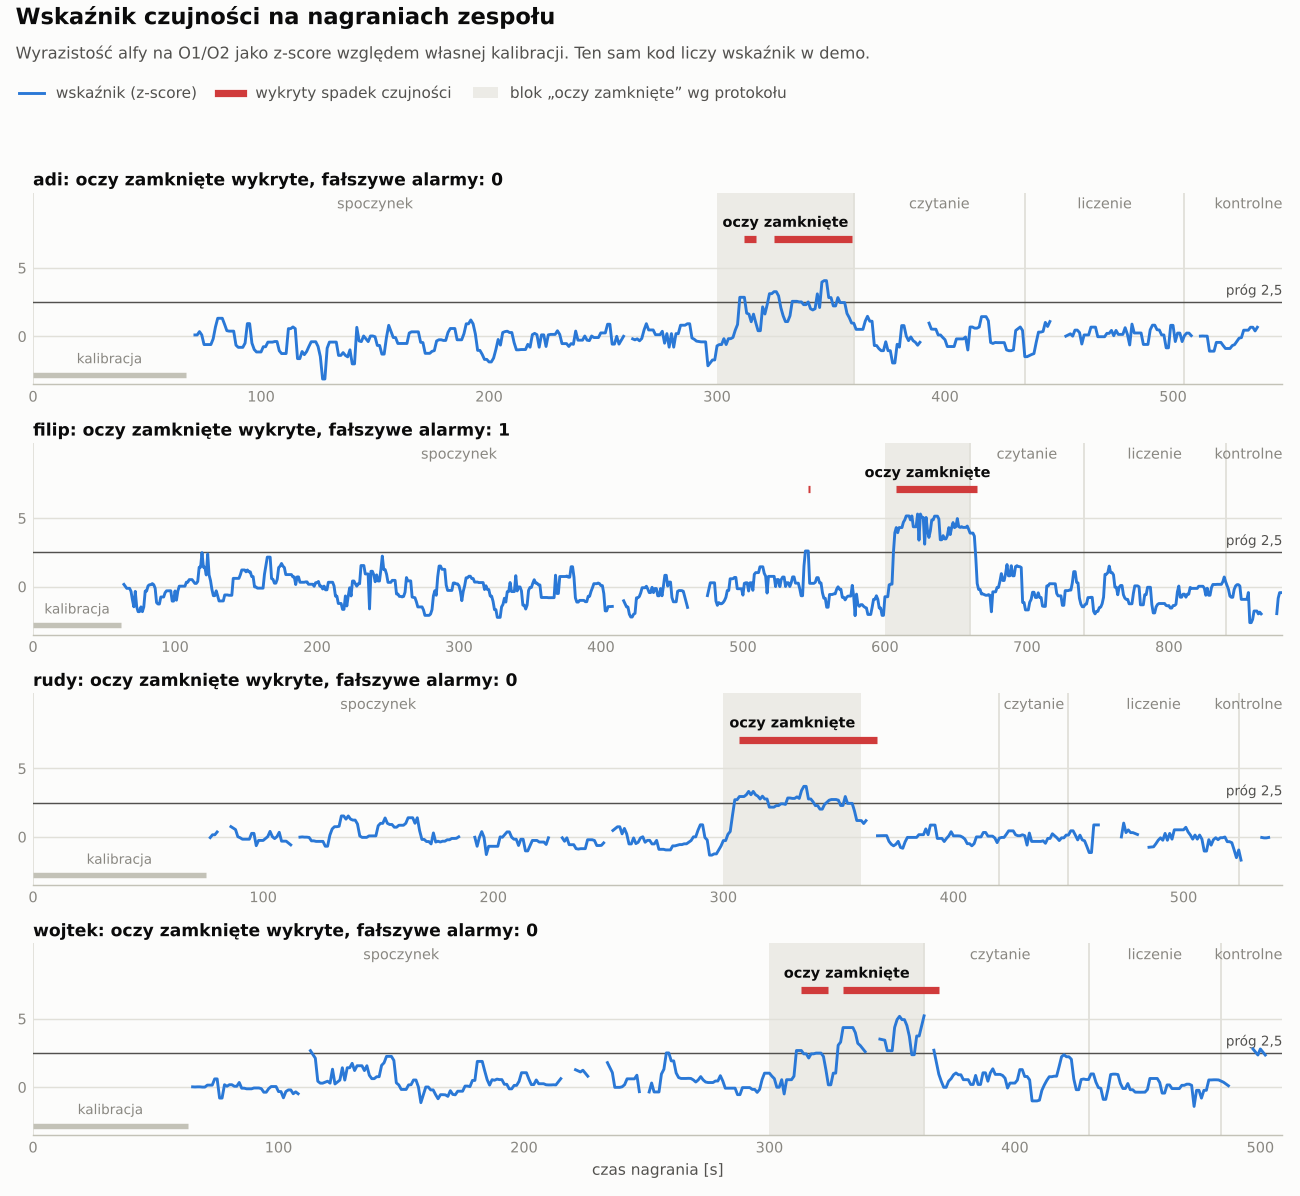 Wskaźnik czujności na nagraniach zespołu
Wyrazistość alfy na O1/O2 jako z-score względem własnej kalibracji. Ten sam kod liczy wskaźnik w demo.
wskaźnik (z-score) wykryty spadek czujności blok „oczy zamknięte” wg protokołu
adi: oczy zamknięte wykryte, fałszywe alarmy: 0
spoczynek czytanie liczenie kontrolne
oczy zamknięte
5
próg 2,5
0
kalibracja
0 100 200 300 400 500
filip: oczy zamknięte wykryte, fałszywe alarmy: 1
spoczynek czytanie liczenie kontrolne
oczy zamknięte
5
próg 2,5
0
kalibracja
0 100 200 300 400 500 600 700 800
rudy: oczy zamknięte wykryte, fałszywe alarmy: 0
spoczynek czytanie liczenie kontrolne
oczy zamknięte
5
próg 2,5
0
kalibracja
0 100 200 300 400 500
wojtek: oczy zamknięte wykryte, fałszywe alarmy: 0
spoczynek czytanie liczenie kontrolne
oczy zamknięte
5
próg 2,5
0
kalibracja
0 100 200 300 400 500
czas nagrania [s]